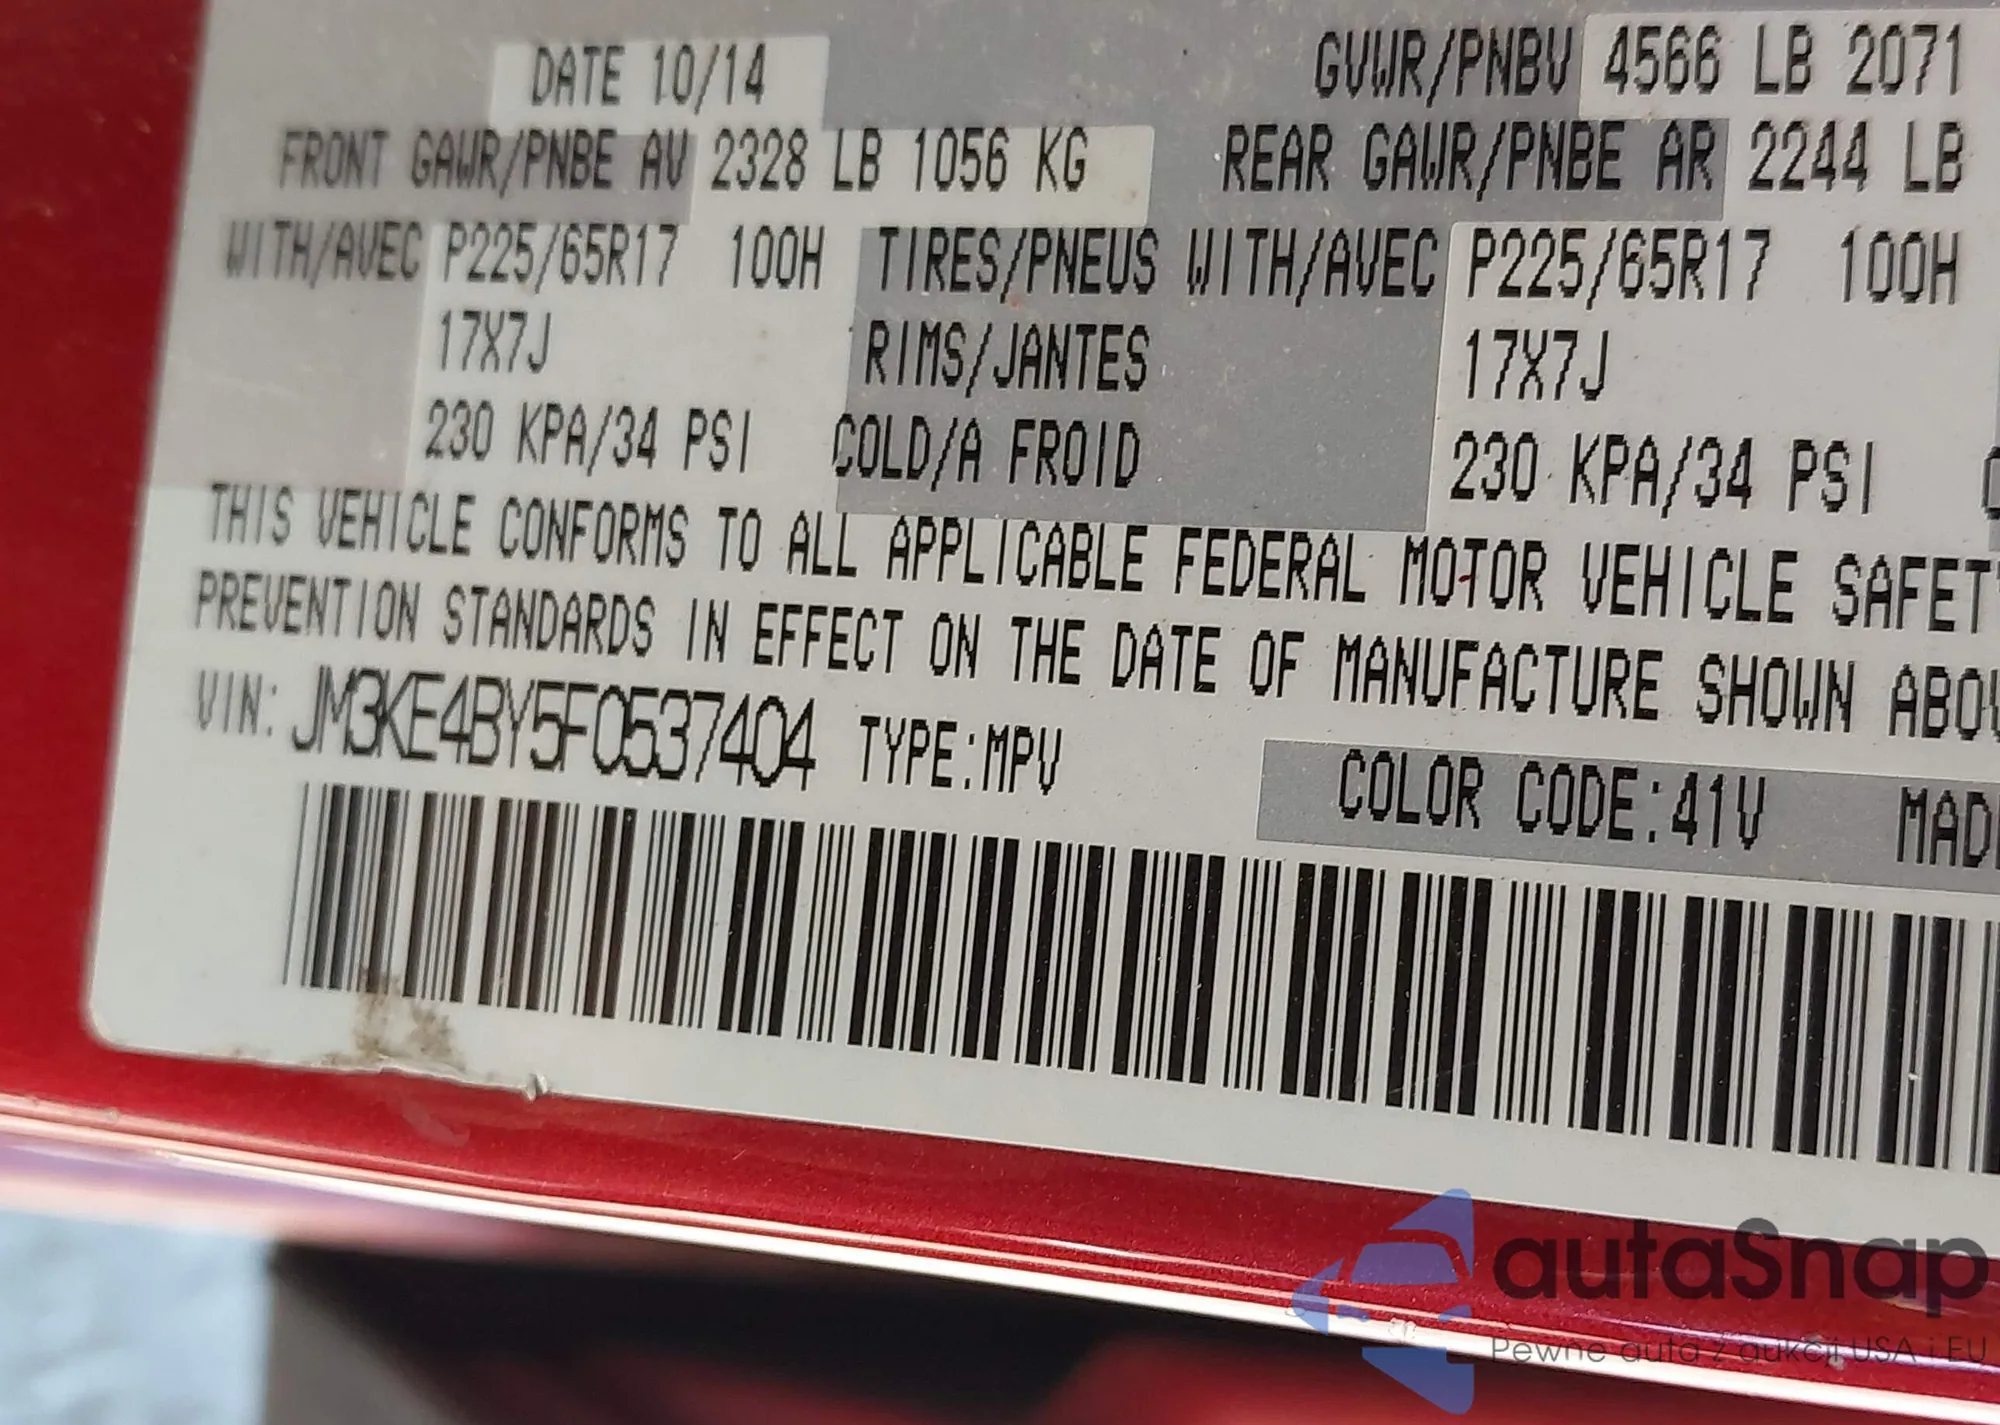 DATE 10/14 GVWR/PNBV 4566 LB 2071
FRONT GAWR/PNBE AV 2328 LB 1056 KG REAR GAWR/PNBE AR 2244 LB
WITH/AVEC P225/65R17 100H TIRES/PNEUS WITH/AVEC P225/65R17 100H
17X7J RIMS/JANTES 17X7J
230 KPA/34 PSI COLD/A FROID 230 KPA/34 PSI
THIS VEHICLE CONFORMS TO ALL APPLICABLE FEDERAL MOTOR VEHICLE SAFETY
PREVENTION STANDARDS IN EFFECT ON THE DATE OF MANUFACTURE SHOWN ABOV
VIN: JM3KE4BY5F0537404 TYPE:MPV COLOR CODE:41V MADE
autaSnap
Pewne auta z aukcji USA i EU